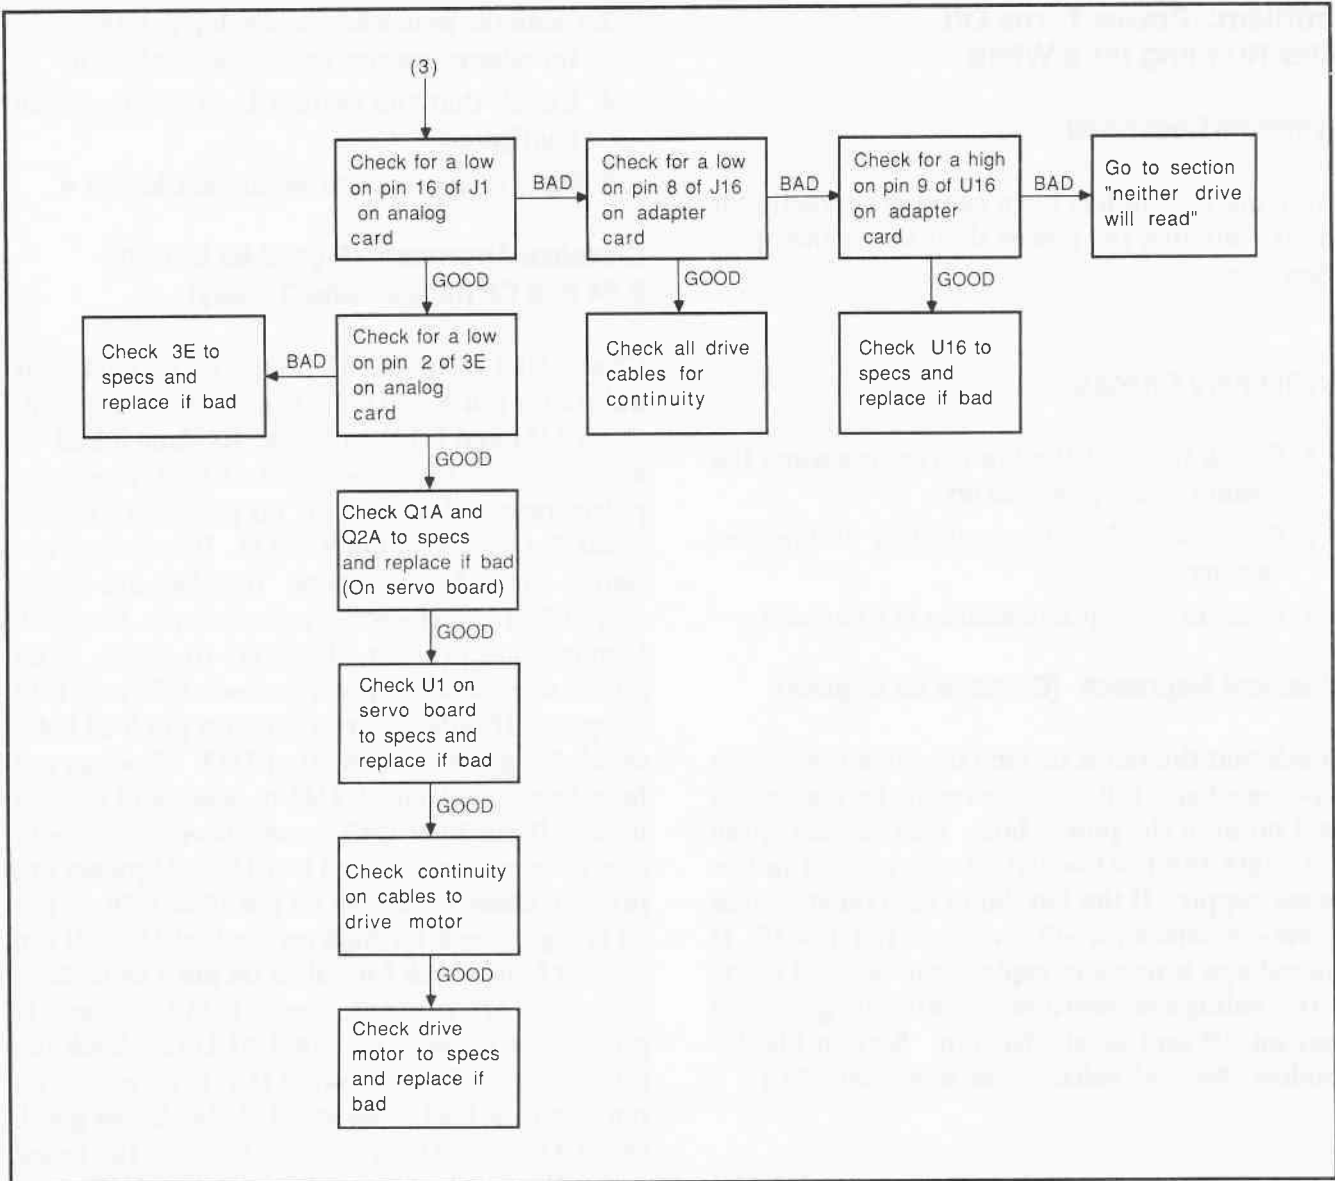 (3)
Check for a low
on pin 16 of J1
on analog
card
BAD
Check for a low
on pin 8 of J16
on adapter
card
BAD
Check for a high
on pin 9 of U16
on adapter
card
BAD
Go to section
"neither drive
will read"
GOOD
GOOD
GOOD
Check 3E to
specs and
replace if bad
BAD
Check for a low
on pin 2 of 3E
on analog
card
Check all drive
cables for
continuity
Check U16 to
specs and
replace if bad
GOOD
Check Q1A and
Q2A to specs
and replace if bad
(On servo board)
GOOD
Check U1 on
servo board
to specs and
replace if bad
GOOD
Check continuity
on cables to
drive motor
GOOD
Check drive
motor to specs
and replace if
bad